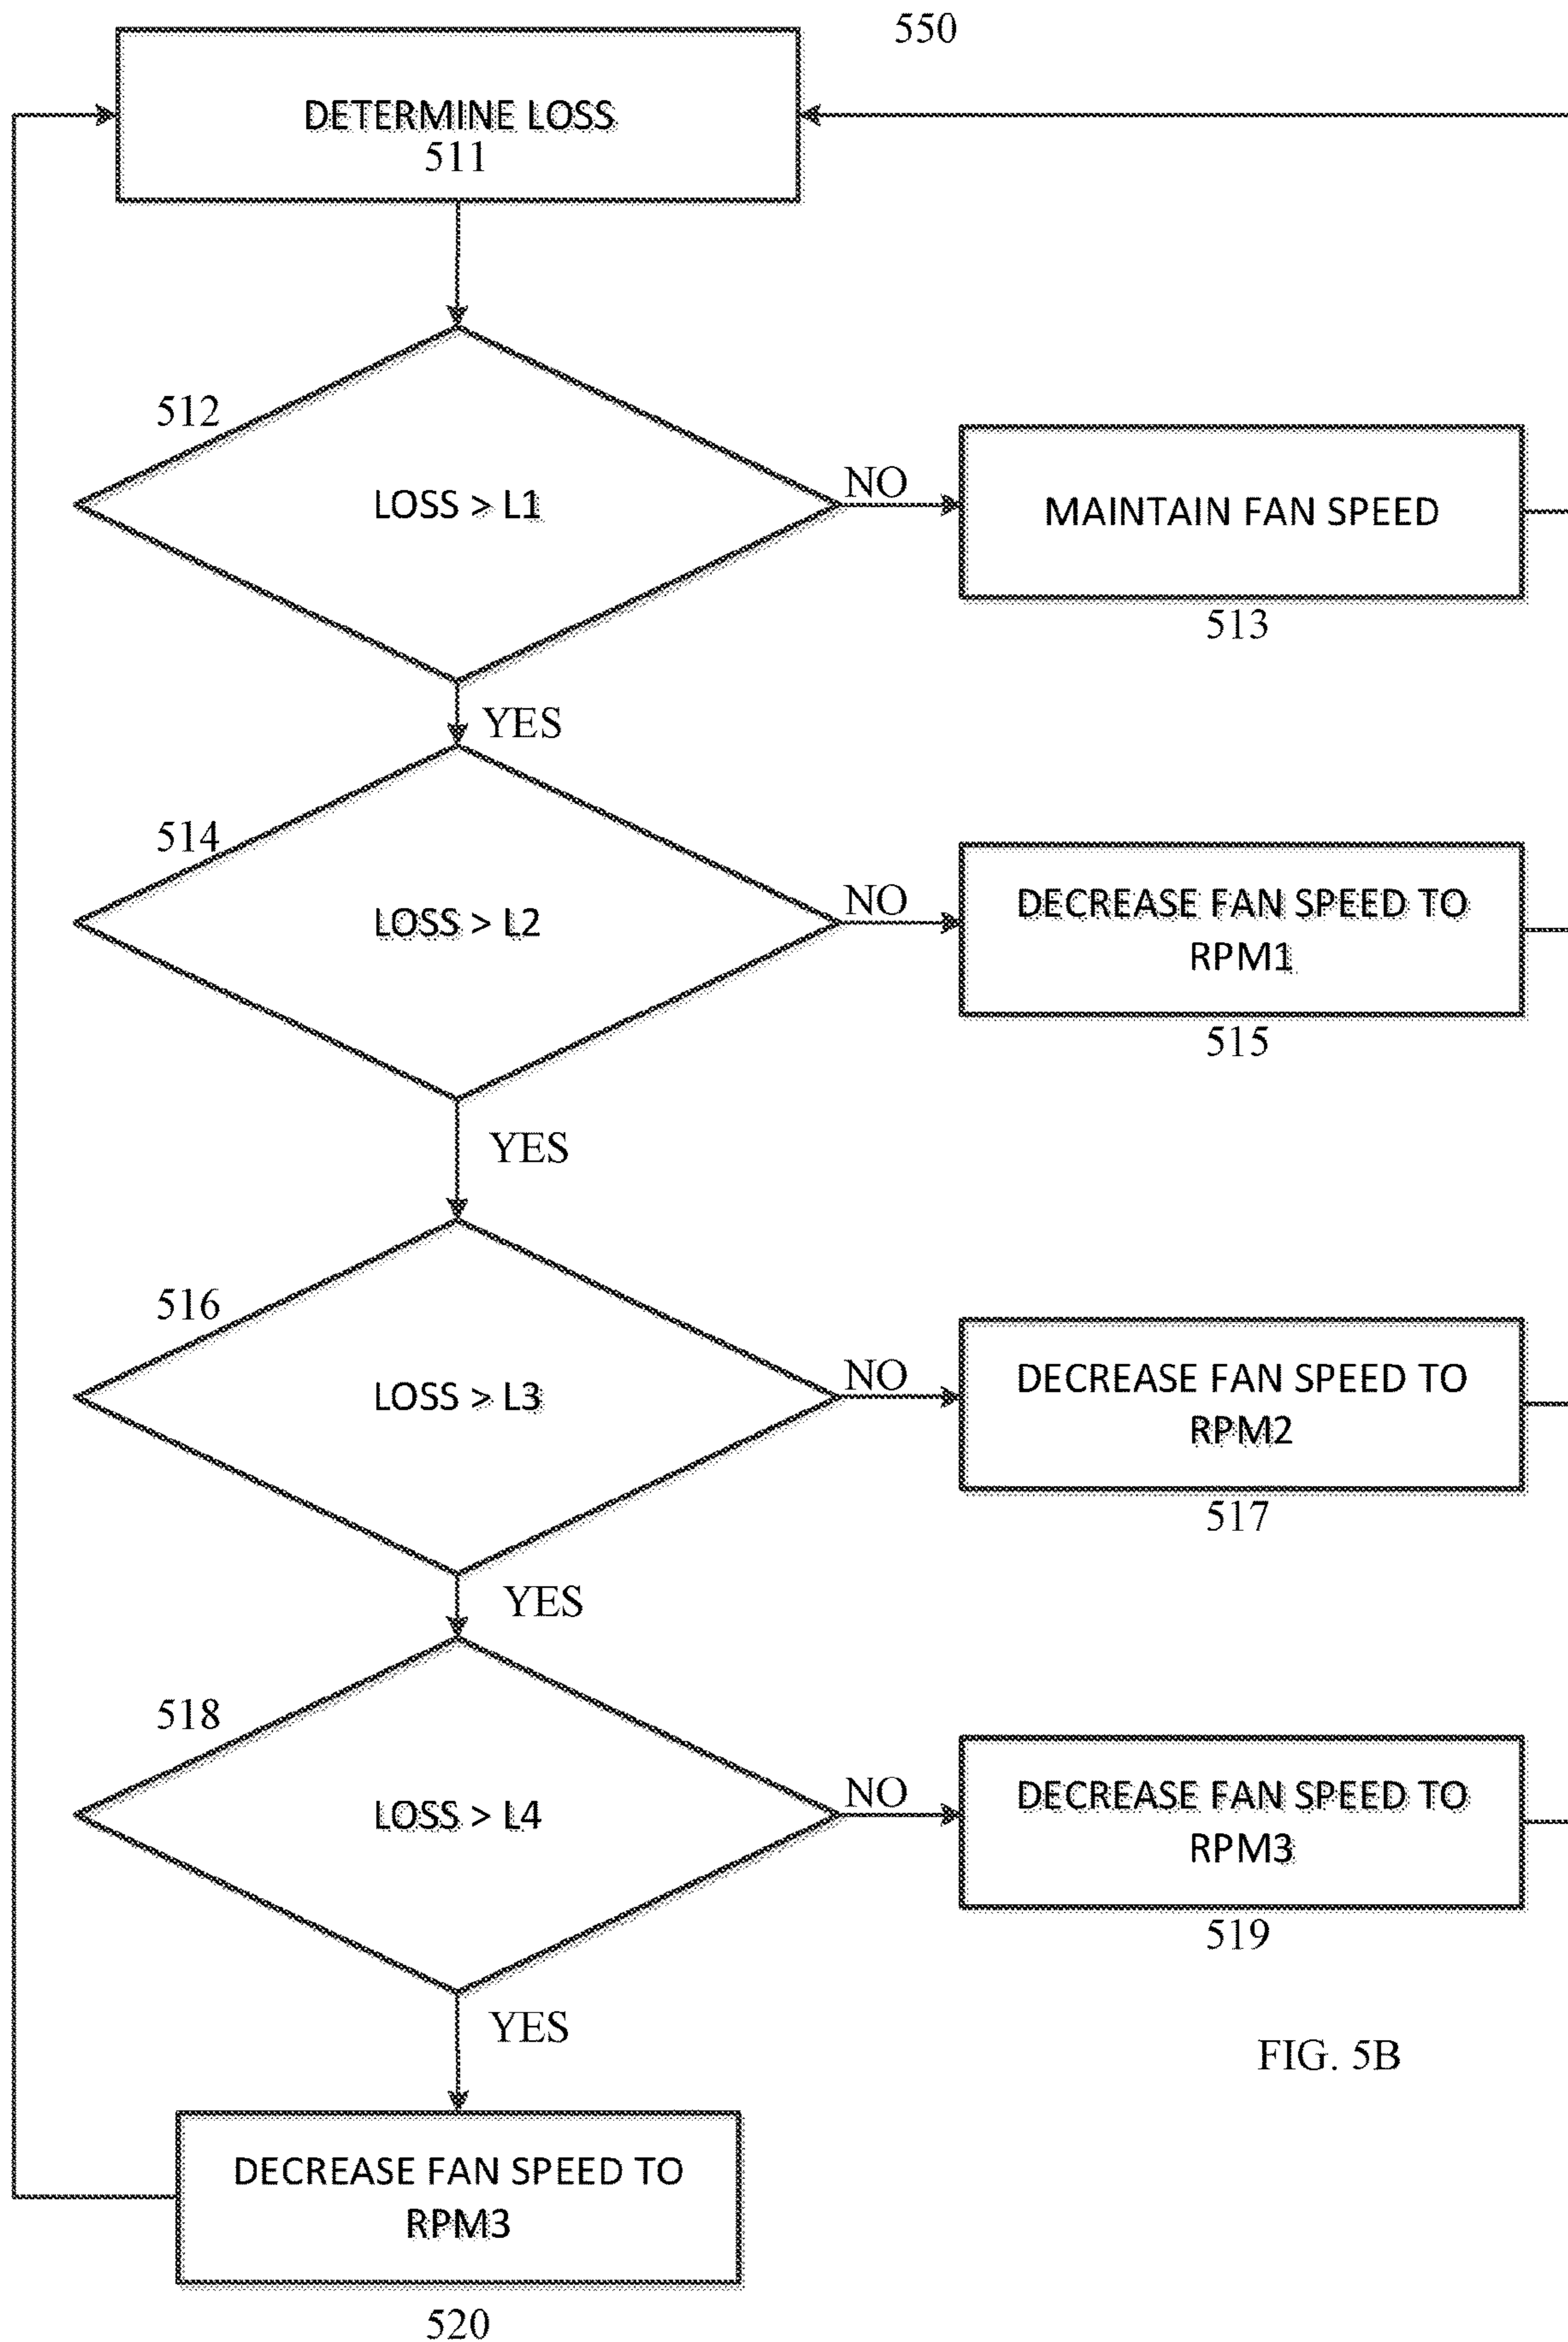 550
DETERMINE LOSS
511
512
LOSS > L1
NO
MAINTAIN FAN SPEED
513
YES
514
LOSS > L2
NO
DECREASE FAN SPEED TO
RPM1
515
YES
516
LOSS > L3
NO
DECREASE FAN SPEED TO
RPM2
517
YES
518
LOSS > L4
NO
DECREASE FAN SPEED TO
RPM3
519
YES
FIG. 5B
DECREASE FAN SPEED TO
RPM3
520